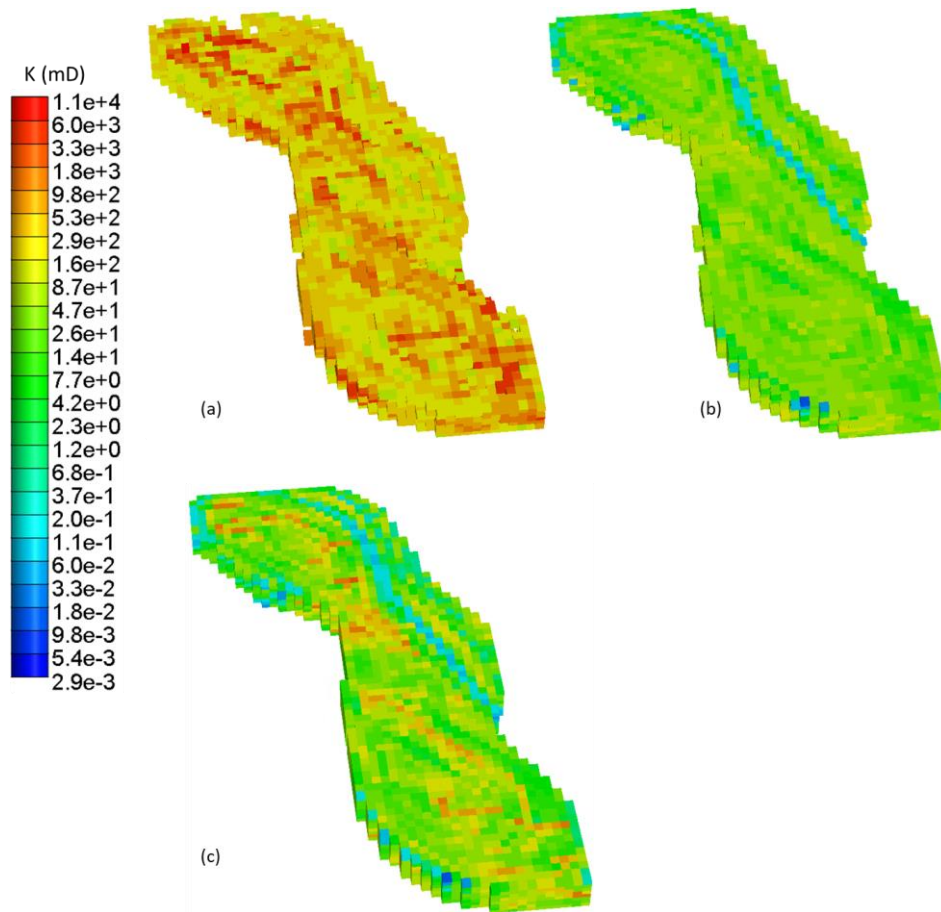 K (mD)
1.1e+4
6.0e+3
3.3e+3
1.8e+3
9.8e+2
5.3e+2
2.9e+2
1.6e+2
8.7e+1
4.7e+1
2.6e+1
1.4e+1
7.7e+0
4.2e+0
2.3e+0
1.2e+0
6.8e-1
3.7e-1
2.0e-1
1.1e-1
6.0e-2
3.3e-2
1.8e-2
9.8e-3
5.4e-3
2.9e-3
(a)
(b)
(c)